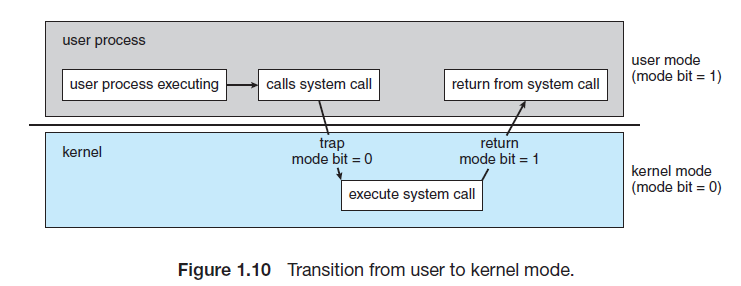 user process
user process executing
calls system call
return from system call
user mode
(mode bit = 1)
kernel
trap
mode bit = 0
return
mode bit = 1
kernel mode
(mode bit = 0)
execute system call
Figure 1.10 Transition from user to kernel mode.